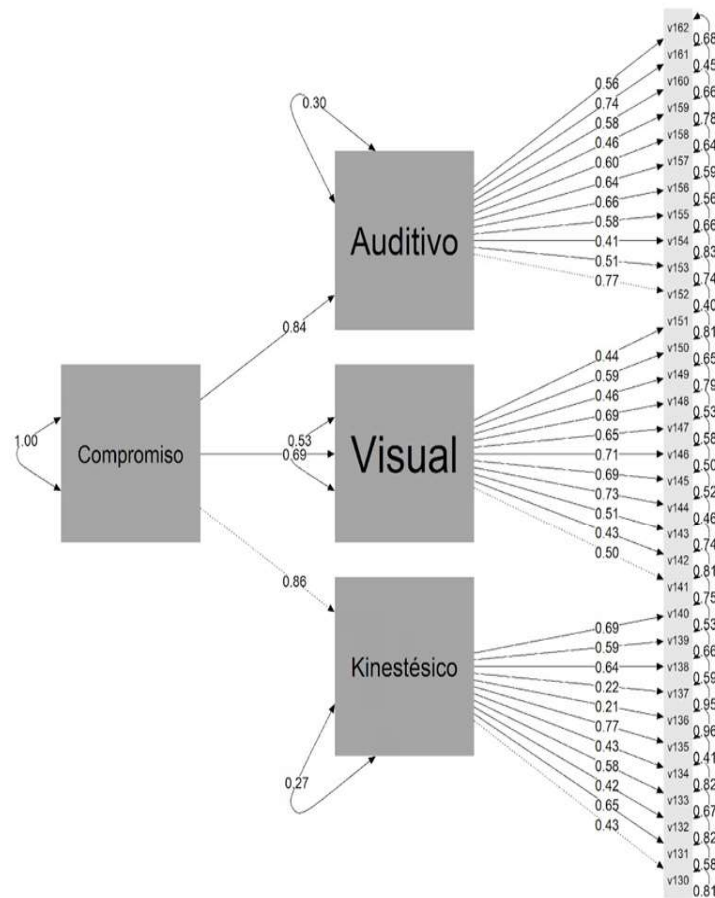 v162
0.68
v161
0.45
v160
0.66
v159
0.78
v158
0.64
v157
0.59
v156
0.56
v155
0.66
v154
0.83
v153
0.74
v152
0.40
v151
0.81
v150
0.65
v149
0.79
v148
0.53
v147
0.58
v146
0.50
v145
0.52
v144
0.46
v143
0.74
v142
0.81
v141
0.75
v140
0.53
v139
0.66
v138
0.59
v137
0.95
v136
0.96
v135
0.41
v134
0.82
v133
0.67
v132
0.82
v131
0.58
v130
0.81
0.56
0.74
0.58
0.46
0.60
0.64
0.66
0.58
0.41
0.51
0.77
0.30
Auditivo
0.84
0.44
0.59
0.46
0.69
0.65
0.71
0.69
0.73
0.51
0.43
0.50
1.00
Compromiso
0.53
0.69
Visual
0.86
0.69
0.59
0.64
0.22
0.21
0.77
0.43
0.58
0.42
0.65
0.43
Kinestésico
0.27